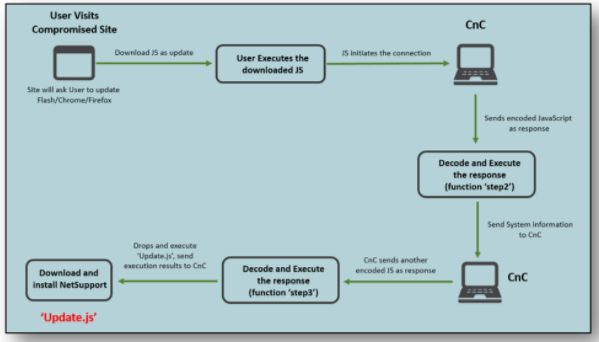 User Visits
Compromised Site
CnC
Download JS as update
User Executes the
downloaded JS
JS initiates the connection
Site will ask User to update
Flash/Chrome/Firefox
Sends encoded JavaScript
as response
Decode and Execute
the response
(function ‘step2’)
Send System information
to CnC
Drops and execute
‘Update.js’, send
execution results to CnC
CnC sends another
encoded JS as response
Download and
install NetSupport
Decode and Execute
the response
(function ‘step3’)
CnC
‘Update.js’